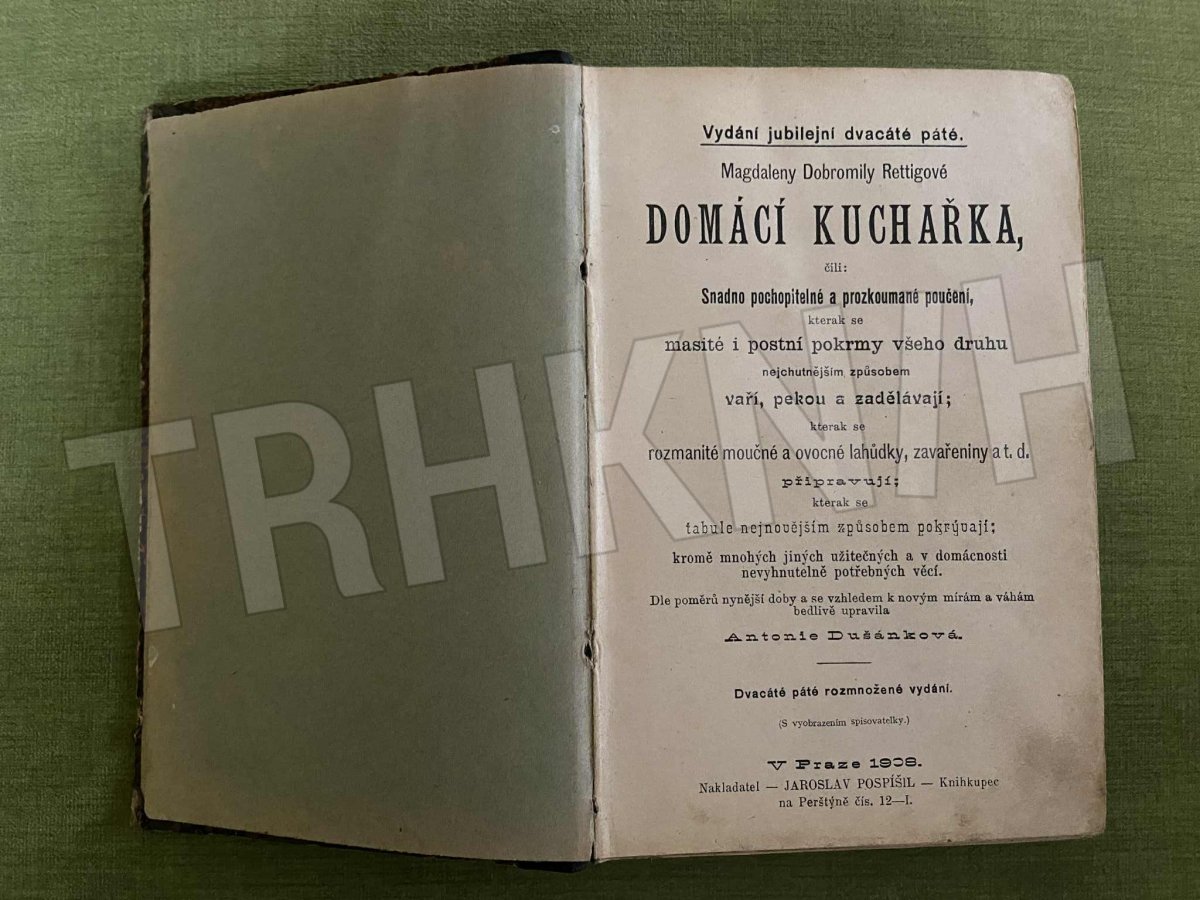 Vydání jubilejní dvacáté páté.
Magdaleny Dobromily Rettigové
DOMÁCÍ KUCHAŘKA,
čili:
Snadno pochopitelné a prozkoumané poučení,
kterak se
masité i postní pokrmy všeho druhu
nejchutnějším způsobem
vaří, pekou a zadělávají;
kterak se
rozmanité moučné a ovocné lahůdky, zavařeniny a t. d.
připravují;
kterak se
tabule nejnovějším způsobem pokrývají;
kromě mnohých jiných užitečných a v domácnosti
nevyhnutelně potřebných věcí.
Dle poměrů nynější doby a se vzhledem k novým mírám a váhám
bedlivě upravila
Antonie Dušánková.
Dvacáté páté rozmnožené vydání.
(S vyobrazením spisovatelky.)
V Praze 1908.
Nakladatel — JAROSLAV POSPÍŠIL — Knihkupec
na Perštýně čís. 12—I.
TRHKNIH